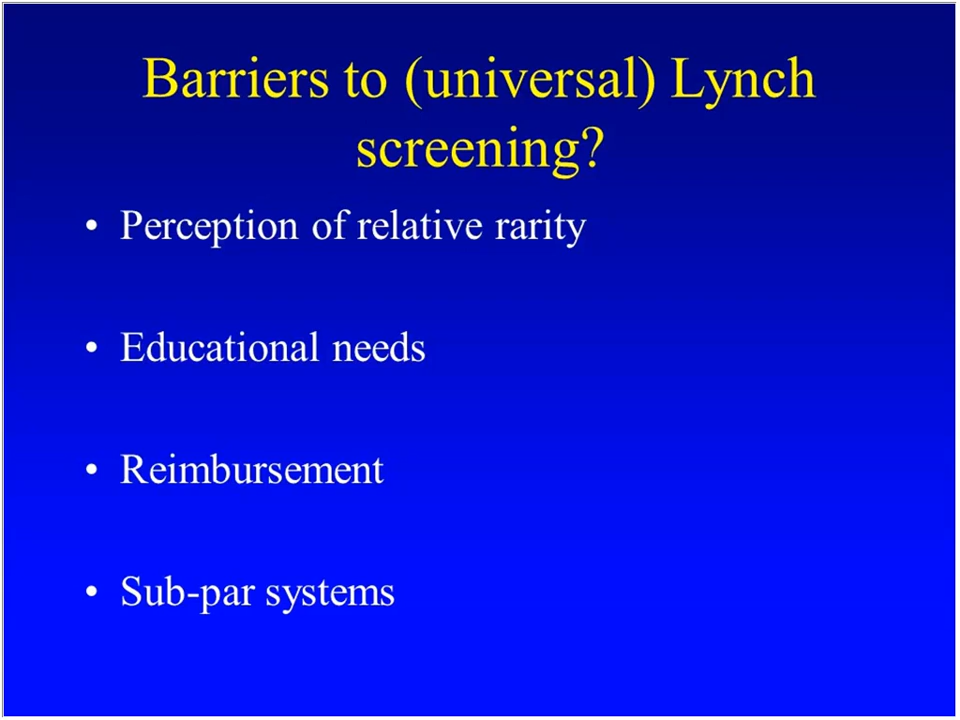 Barriers to (universal) Lynch
screening?
• Perception of relative rarity
• Educational needs
• Reimbursement
• Sub-par systems